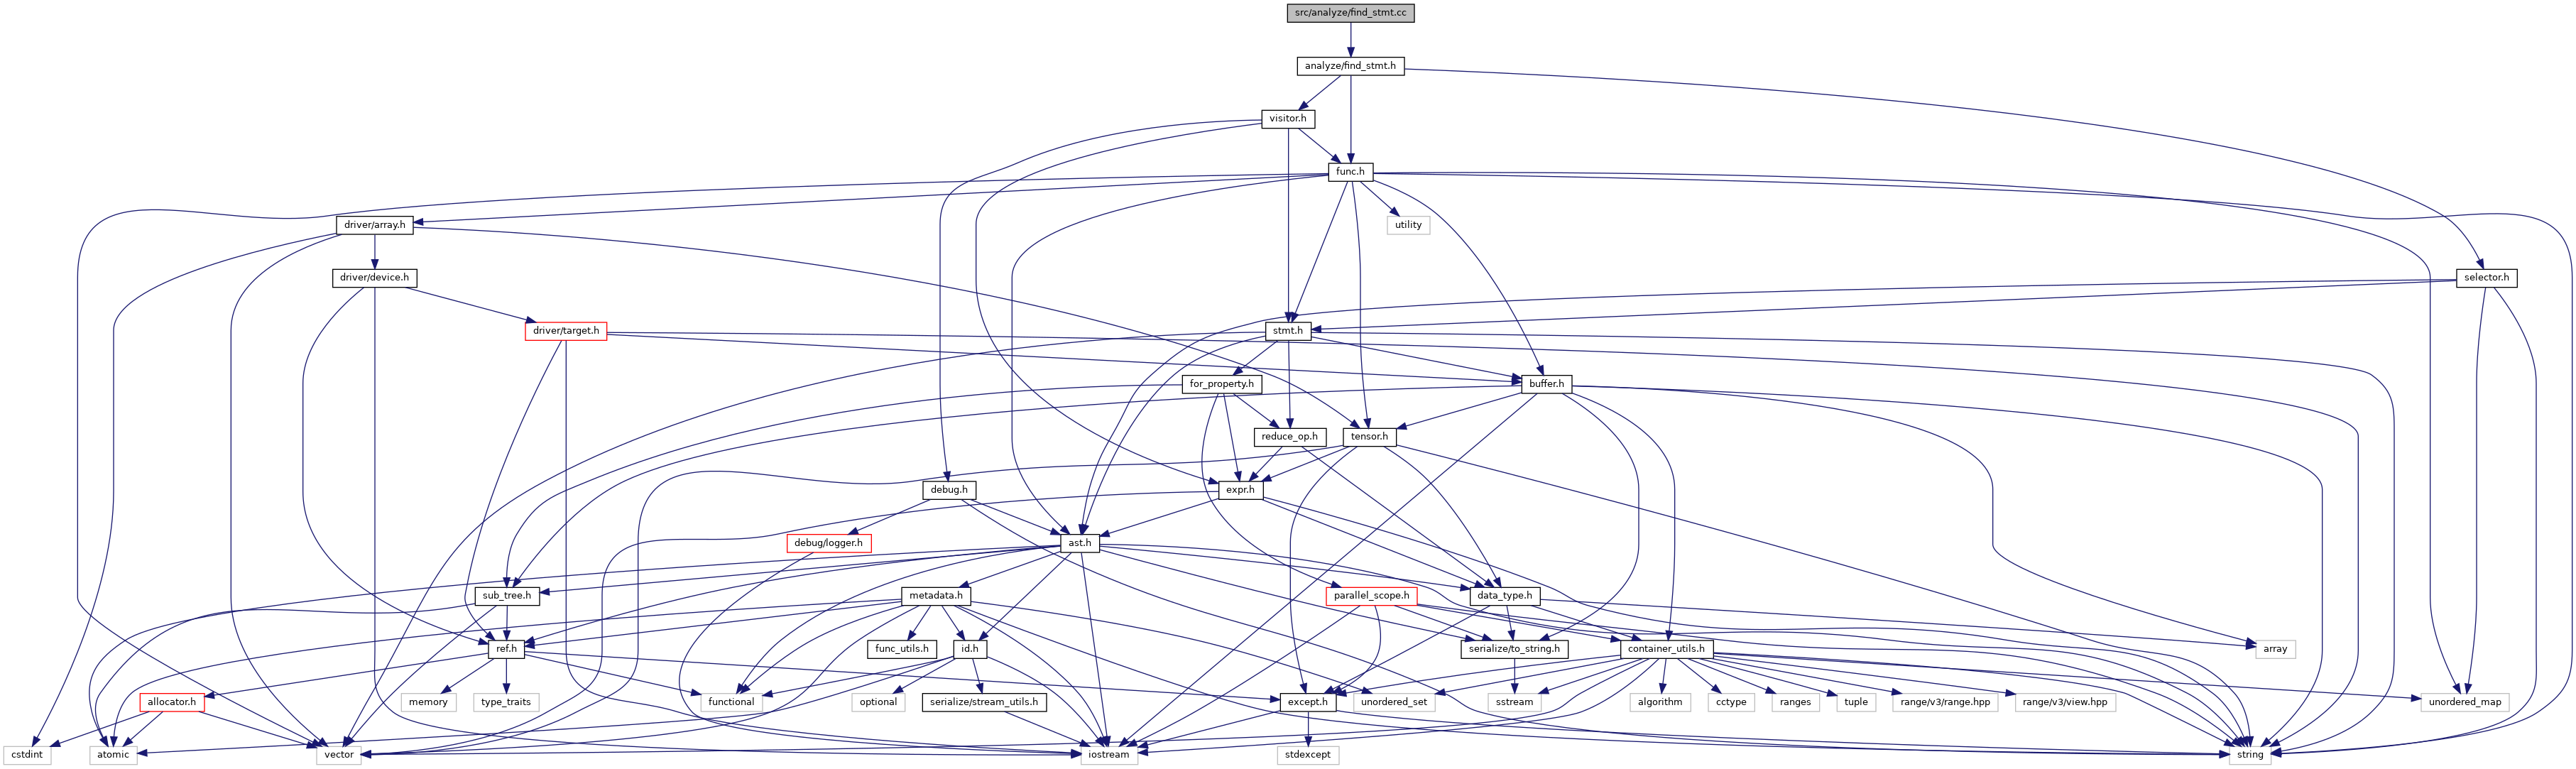 src/analyze/find_stmt.cc
analyze/find_stmt.h
visitor.h
func.h
driver/array.h
utility
driver/device.h
selector.h
driver/target.h
stmt.h
for_property.h
buffer.h
reduce_op.h
tensor.h
debug.h
expr.h
debug/logger.h
ast.h
sub_tree.h
metadata.h
parallel_scope.h
data_type.h
ref.h
func_utils.h
id.h
serialize/to_string.h
container_utils.h
array
allocator.h
memory
type_traits
functional
optional
serialize/stream_utils.h
except.h
unordered_set
sstream
algorithm
cctype
ranges
tuple
range/v3/range.hpp
range/v3/view.hpp
unordered_map
cstdint
atomic
vector
iostream
stdexcept
string